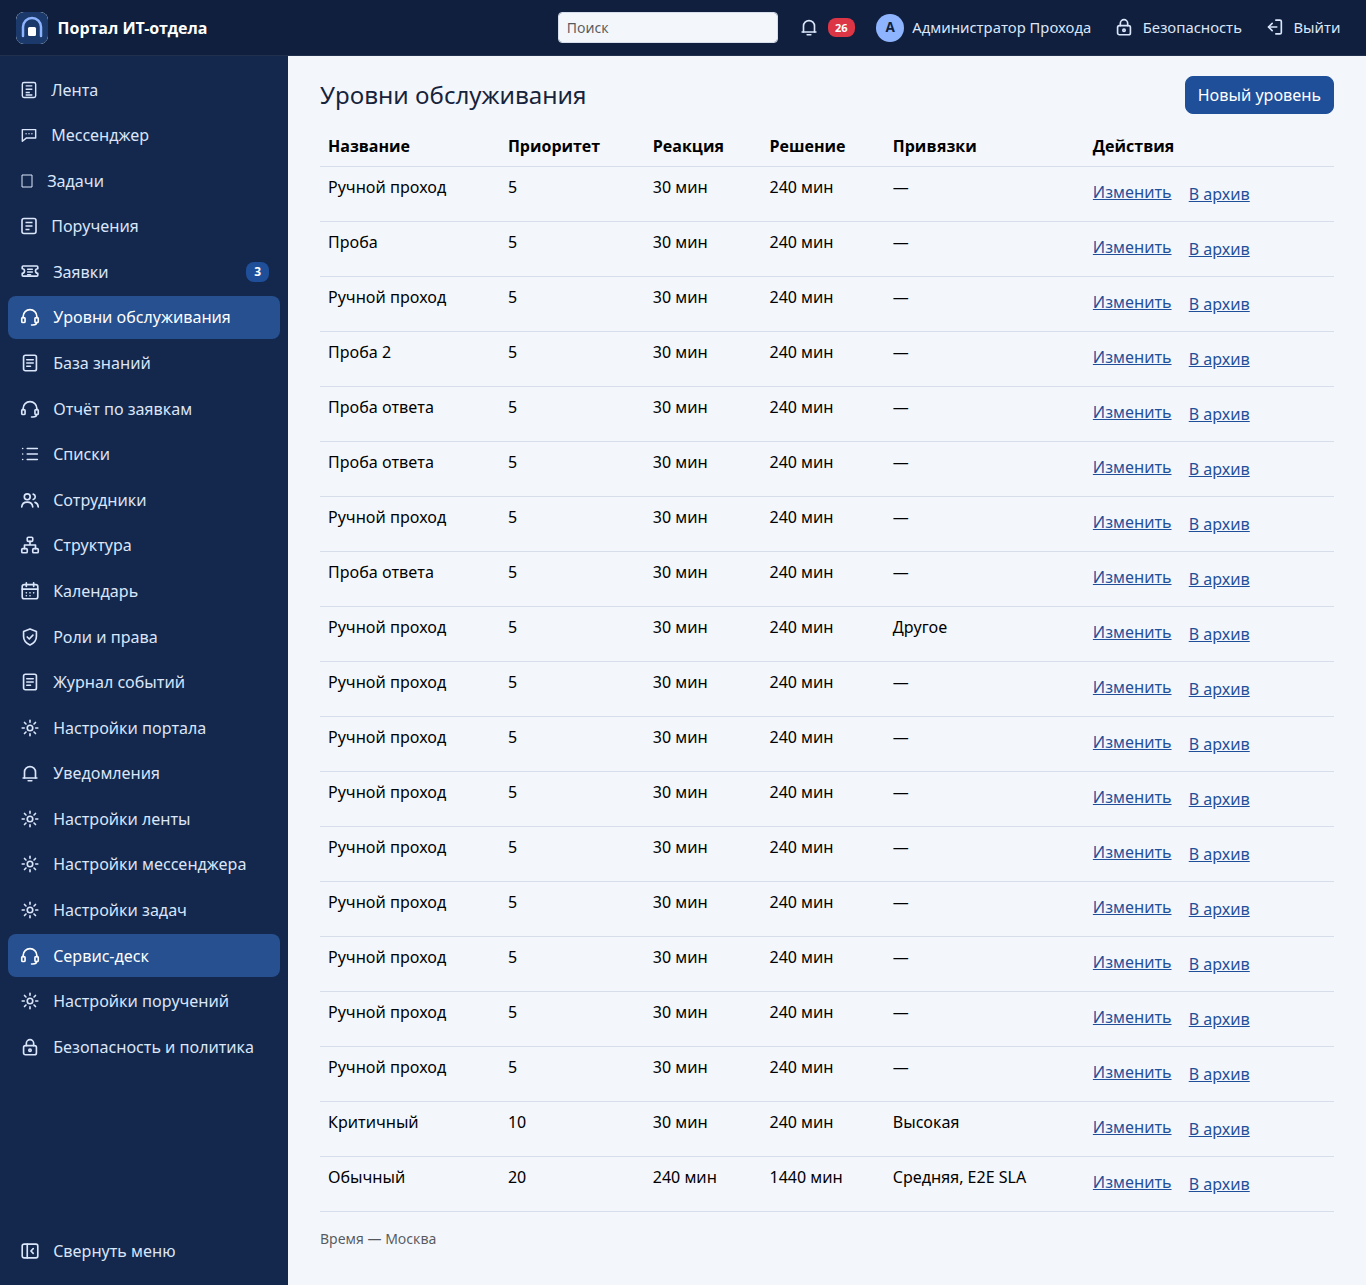 Портал ИТ-отдела
Поиск
26
А
Администратор Прохода
Безопасность
Выйти
Лента
Мессенджер
Задачи
Поручения
Заявки 3
Уровни обслуживания
База знаний
Отчёт по заявкам
Списки
Сотрудники
Структура
Календарь
Роли и права
Журнал событий
Настройки портала
Уведомления
Настройки ленты
Настройки мессенджера
Настройки задач
Сервис-деск
Настройки поручений
Безопасность и политика
Свернуть меню
Уровни обслуживания
Новый уровень
Название Приоритет Реакция Решение Привязки Действия
Ручной проход 5 30 мин 240 мин — Изменить В архив
Проба 5 30 мин 240 мин — Изменить В архив
Ручной проход 5 30 мин 240 мин — Изменить В архив
Проба 2 5 30 мин 240 мин — Изменить В архив
Проба ответа 5 30 мин 240 мин — Изменить В архив
Проба ответа 5 30 мин 240 мин — Изменить В архив
Ручной проход 5 30 мин 240 мин — Изменить В архив
Проба ответа 5 30 мин 240 мин — Изменить В архив
Ручной проход 5 30 мин 240 мин Другое Изменить В архив
Ручной проход 5 30 мин 240 мин — Изменить В архив
Ручной проход 5 30 мин 240 мин — Изменить В архив
Ручной проход 5 30 мин 240 мин — Изменить В архив
Ручной проход 5 30 мин 240 мин — Изменить В архив
Ручной проход 5 30 мин 240 мин — Изменить В архив
Ручной проход 5 30 мин 240 мин — Изменить В архив
Ручной проход 5 30 мин 240 мин — Изменить В архив
Ручной проход 5 30 мин 240 мин — Изменить В архив
Критичный 10 30 мин 240 мин Высокая Изменить В архив
Обычный 20 240 мин 1440 мин Средняя, E2E SLA Изменить В архив
Время — Москва